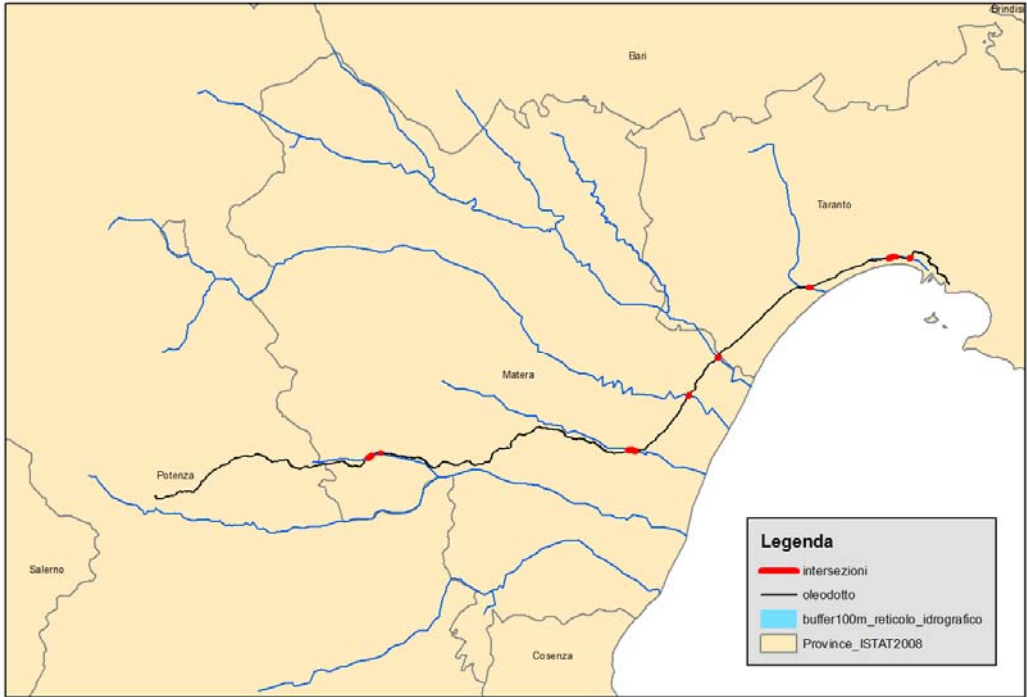 Brindisi
Bari
Taranto
Matera
Potenza
Salerno
Cosenza
Legenda
intersezioni
oleodotto
buffer100m_reticolo_idrografico
Province_ISTAT2008